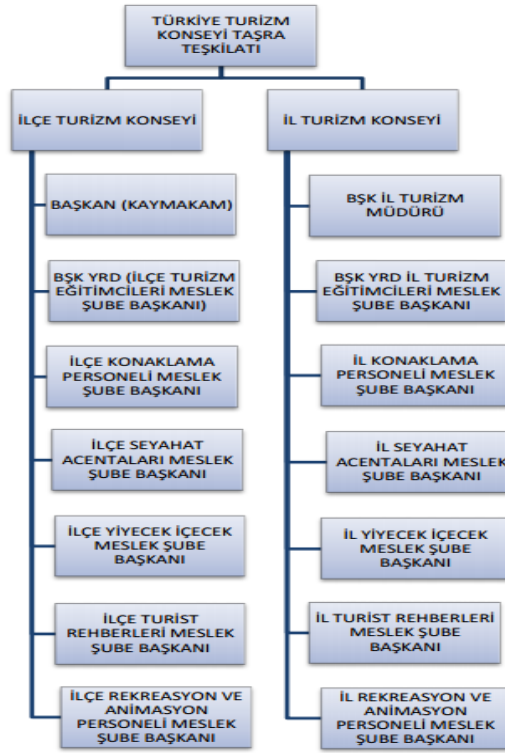 TÜRKİYE TURİZM
KONSEYİ TAŞRA
TEŞKİLATI
İLÇE TURİZM KONSEYİ
BAŞKAN (KAYMAKAM)
BŞK YRD (İLÇE TURİZM
EĞİTİMCİLERİ MESLEK
ŞUBE BAŞKANI)
İLÇE KONAKLAMA
PERSONELİ MESLEK
ŞUBE BAŞKANI
İLÇE SEYAHAT
ACENTALARI MESLEK
ŞUBE BAŞKANI
İLÇE YİYECEK İÇECEK
MESLEK ŞUBE
BAŞKANI
İLÇE TURİST
REHBERLERİ MESLEK
ŞUBE BAŞKANI
İLÇE REKREASYON VE
ANİMASYON
PERSONELİ MESLEK
ŞUBE BAŞKANI
İL TURİZM KONSEYİ
BŞK İL TURİZM
MÜDÜRÜ
BŞK YRD İL TURİZM
EĞİTİMCİLERİ MESLEK
ŞUBE BAŞKANI
İL KONAKLAMA
PERSONELİ MESLEK
ŞUBE BAŞKANI
İL SEYAHAT
ACENTALARI MESLEK
ŞUBE BAŞKANI
İL YİYECEK İÇECEK
MESLEK ŞUBE
BAŞKANI
İL TURİST REHBERLERİ
MESLEK ŞUBE
BAŞKANI
İL REKREASYON VE
ANİMASYON
PERSONELİ MESLEK
ŞUBE BAŞKANI